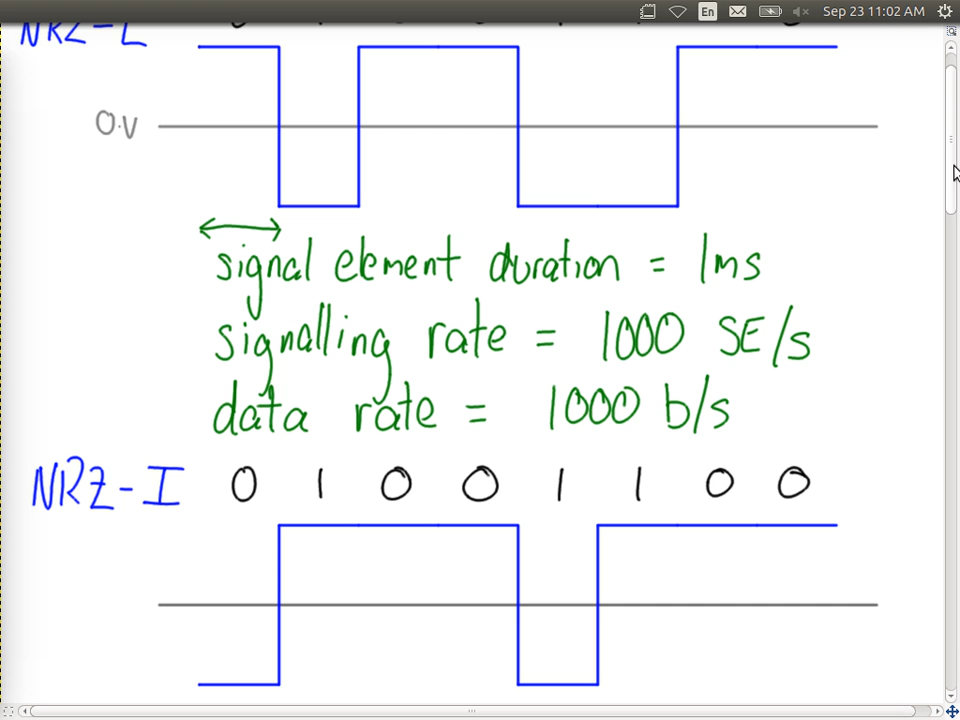 En Sep 23 11:02 AM
NRZ-L
0.V
signal element duration = 1ms
signalling rate = 1000 SE/s
data rate = 1000 b/s
NRZ-I 0 1 0 0 1 1 0 0